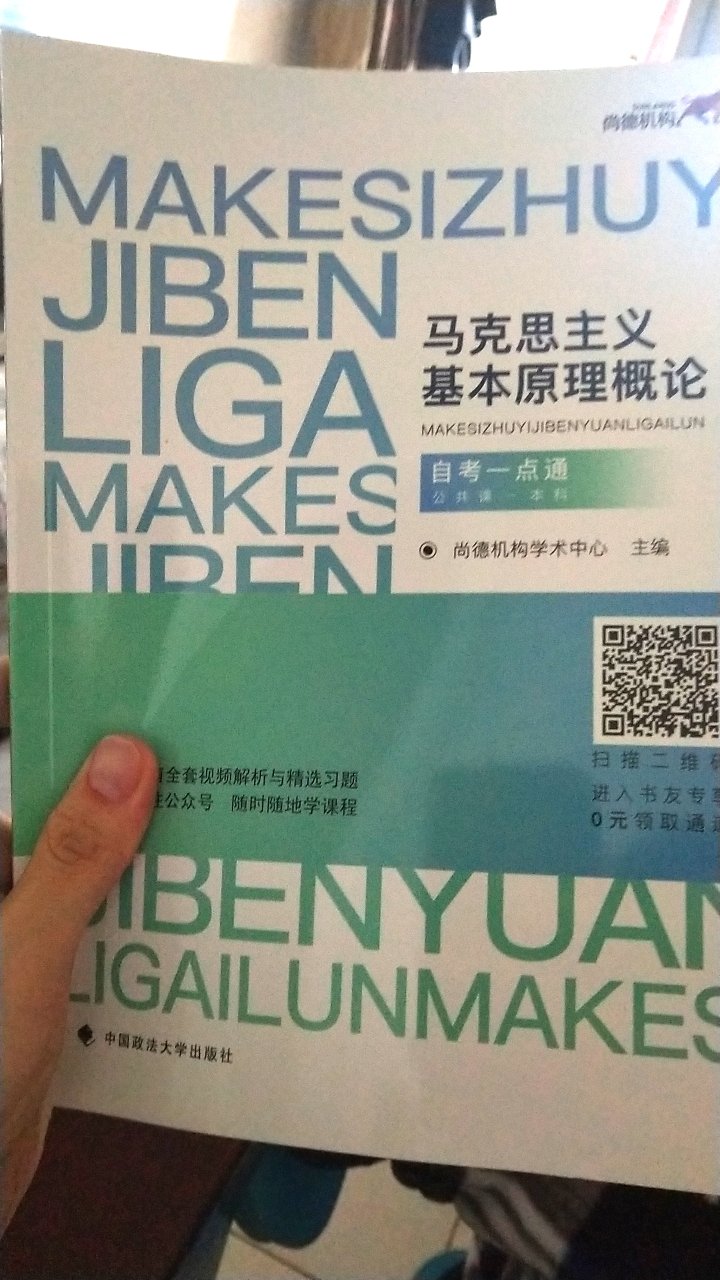 尚德机构
MAKESIZHUY
JIBEN
LIGA
MAKES
JIBEN
马克思主义
基本原理概论
MAKESIZHUYIJIBENYUANLIGAILUN
自考一点通
公共课－本科
尚德机构学术中心 主编
扫描二维码
进入书友专享
0元领取通
全套视频解析与精选习题
公众号 随时随地学课程
JIBENYUAN
LIGAILUNMAKES
中国政法大学出版社